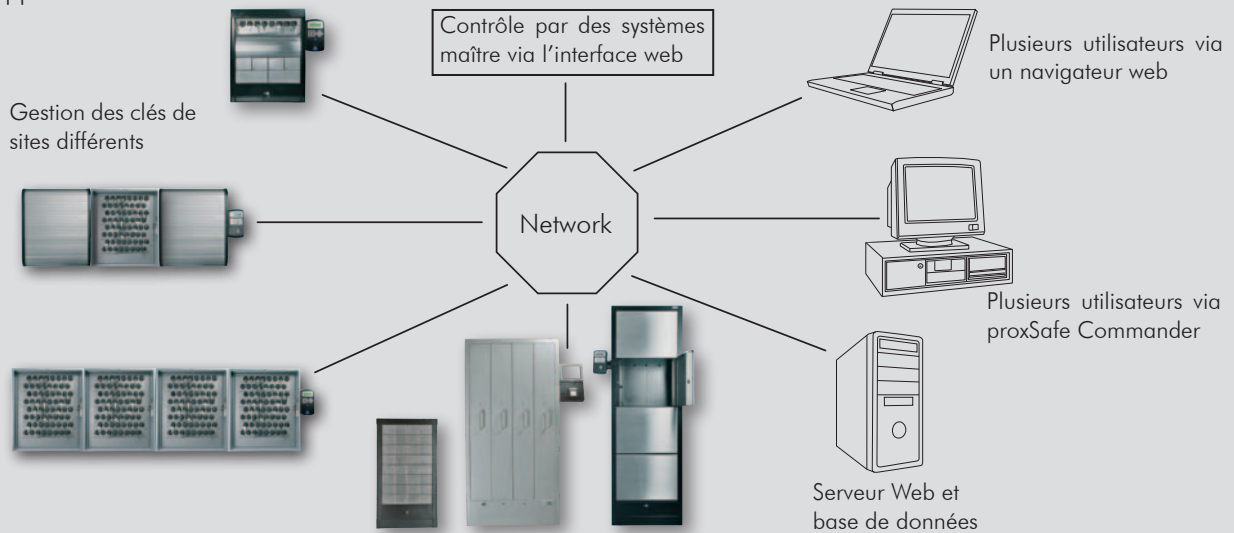 Contrôle par des systèmes
maître via l'interface web
Plusieurs utilisateurs via
un navigateur web
Gestion des clés de
sites différents
Network
Plusieurs utilisateurs via
proxSafe Commander
Serveur Web et
base de données